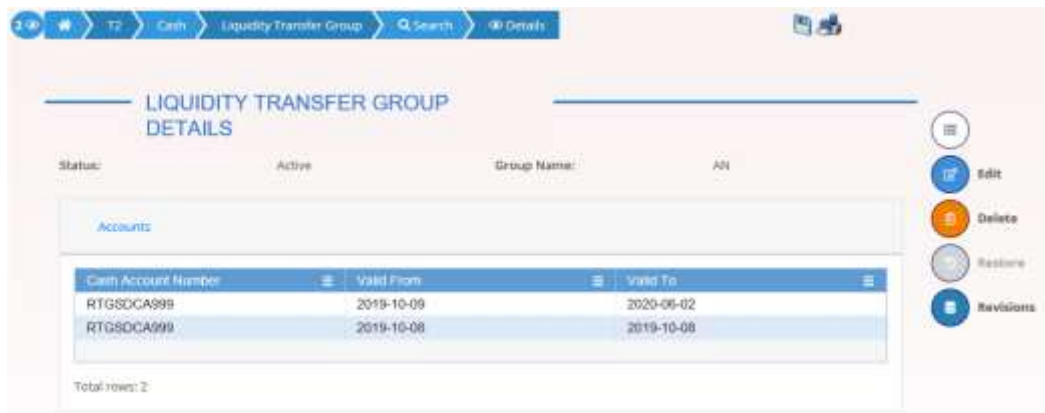 T2 Cash Liquidity Transfer Group Search Details
LIQUIDITY TRANSFER GROUP
DETAILS
Status: Active Group Name: AN
Edit
Delete
Restore
Revisions
Accounts
Cash Account Number Valid From Valid To
RTGSDCA999 2019-10-09 2020-06-02
RTGSDCA999 2019-10-08 2019-10-08
Total rows: 2